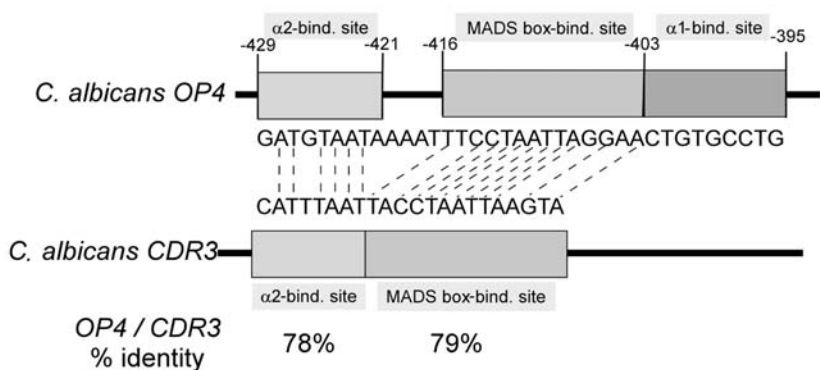 α2-bind. site MADS box-bind. site α1-bind. site
-429 -421 -416 -403 -395
C. albicans OP4
GATGTAATAAAATTTCCTAATTAGGAACTGTGCCTG
CATTTAATTACCTAATTAAGTA
C. albicans CDR3
α2-bind. site MADS box-bind. site
OP4 / CDR3
% identity 78% 79%